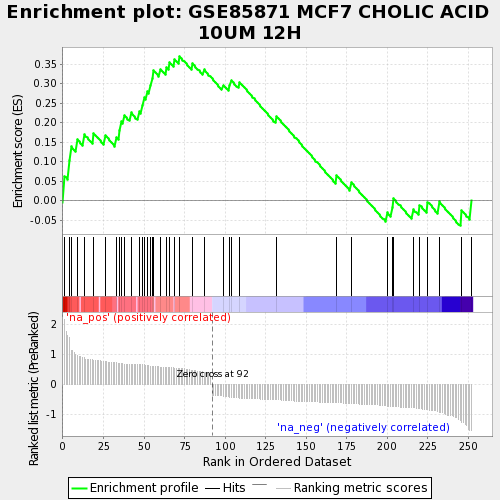 Enrichment plot: GSE85871 MCF7 CHOLIC ACID
10UM 12H
Enrichment score (ES)
0.35
0.30
0.25
0.20
0.15
0.10
0.05
0.00
-0.05
'na_pos' (positively correlated)
Ranked list metric (PreRanked)
2
1
0
-1
Zero cross at 92
'na_neg' (negatively correlated)
0
25
50
75
100
125
150
175
200
225
250
Rank in Ordered Dataset
Enrichment profile
Hits
Ranking metric scores